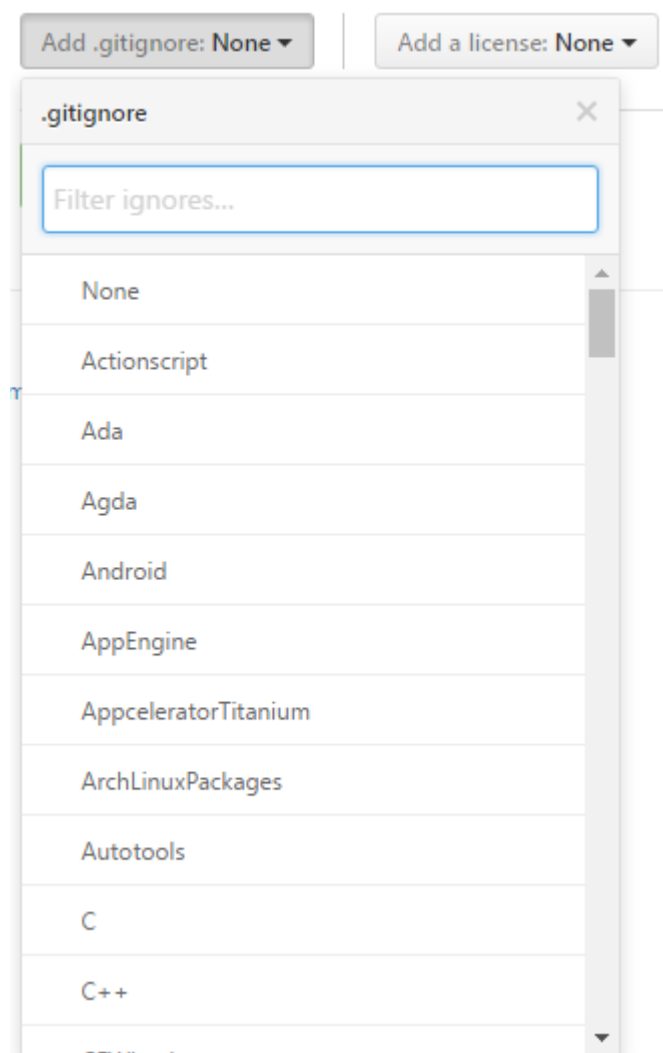 Add .gitignore: None
Add a license: None
.gitignore
Filter ignores...
None
Actionscript
Ada
Agda
Android
AppEngine
AppceleratorTitanium
ArchLinuxPackages
Autotools
C
C++